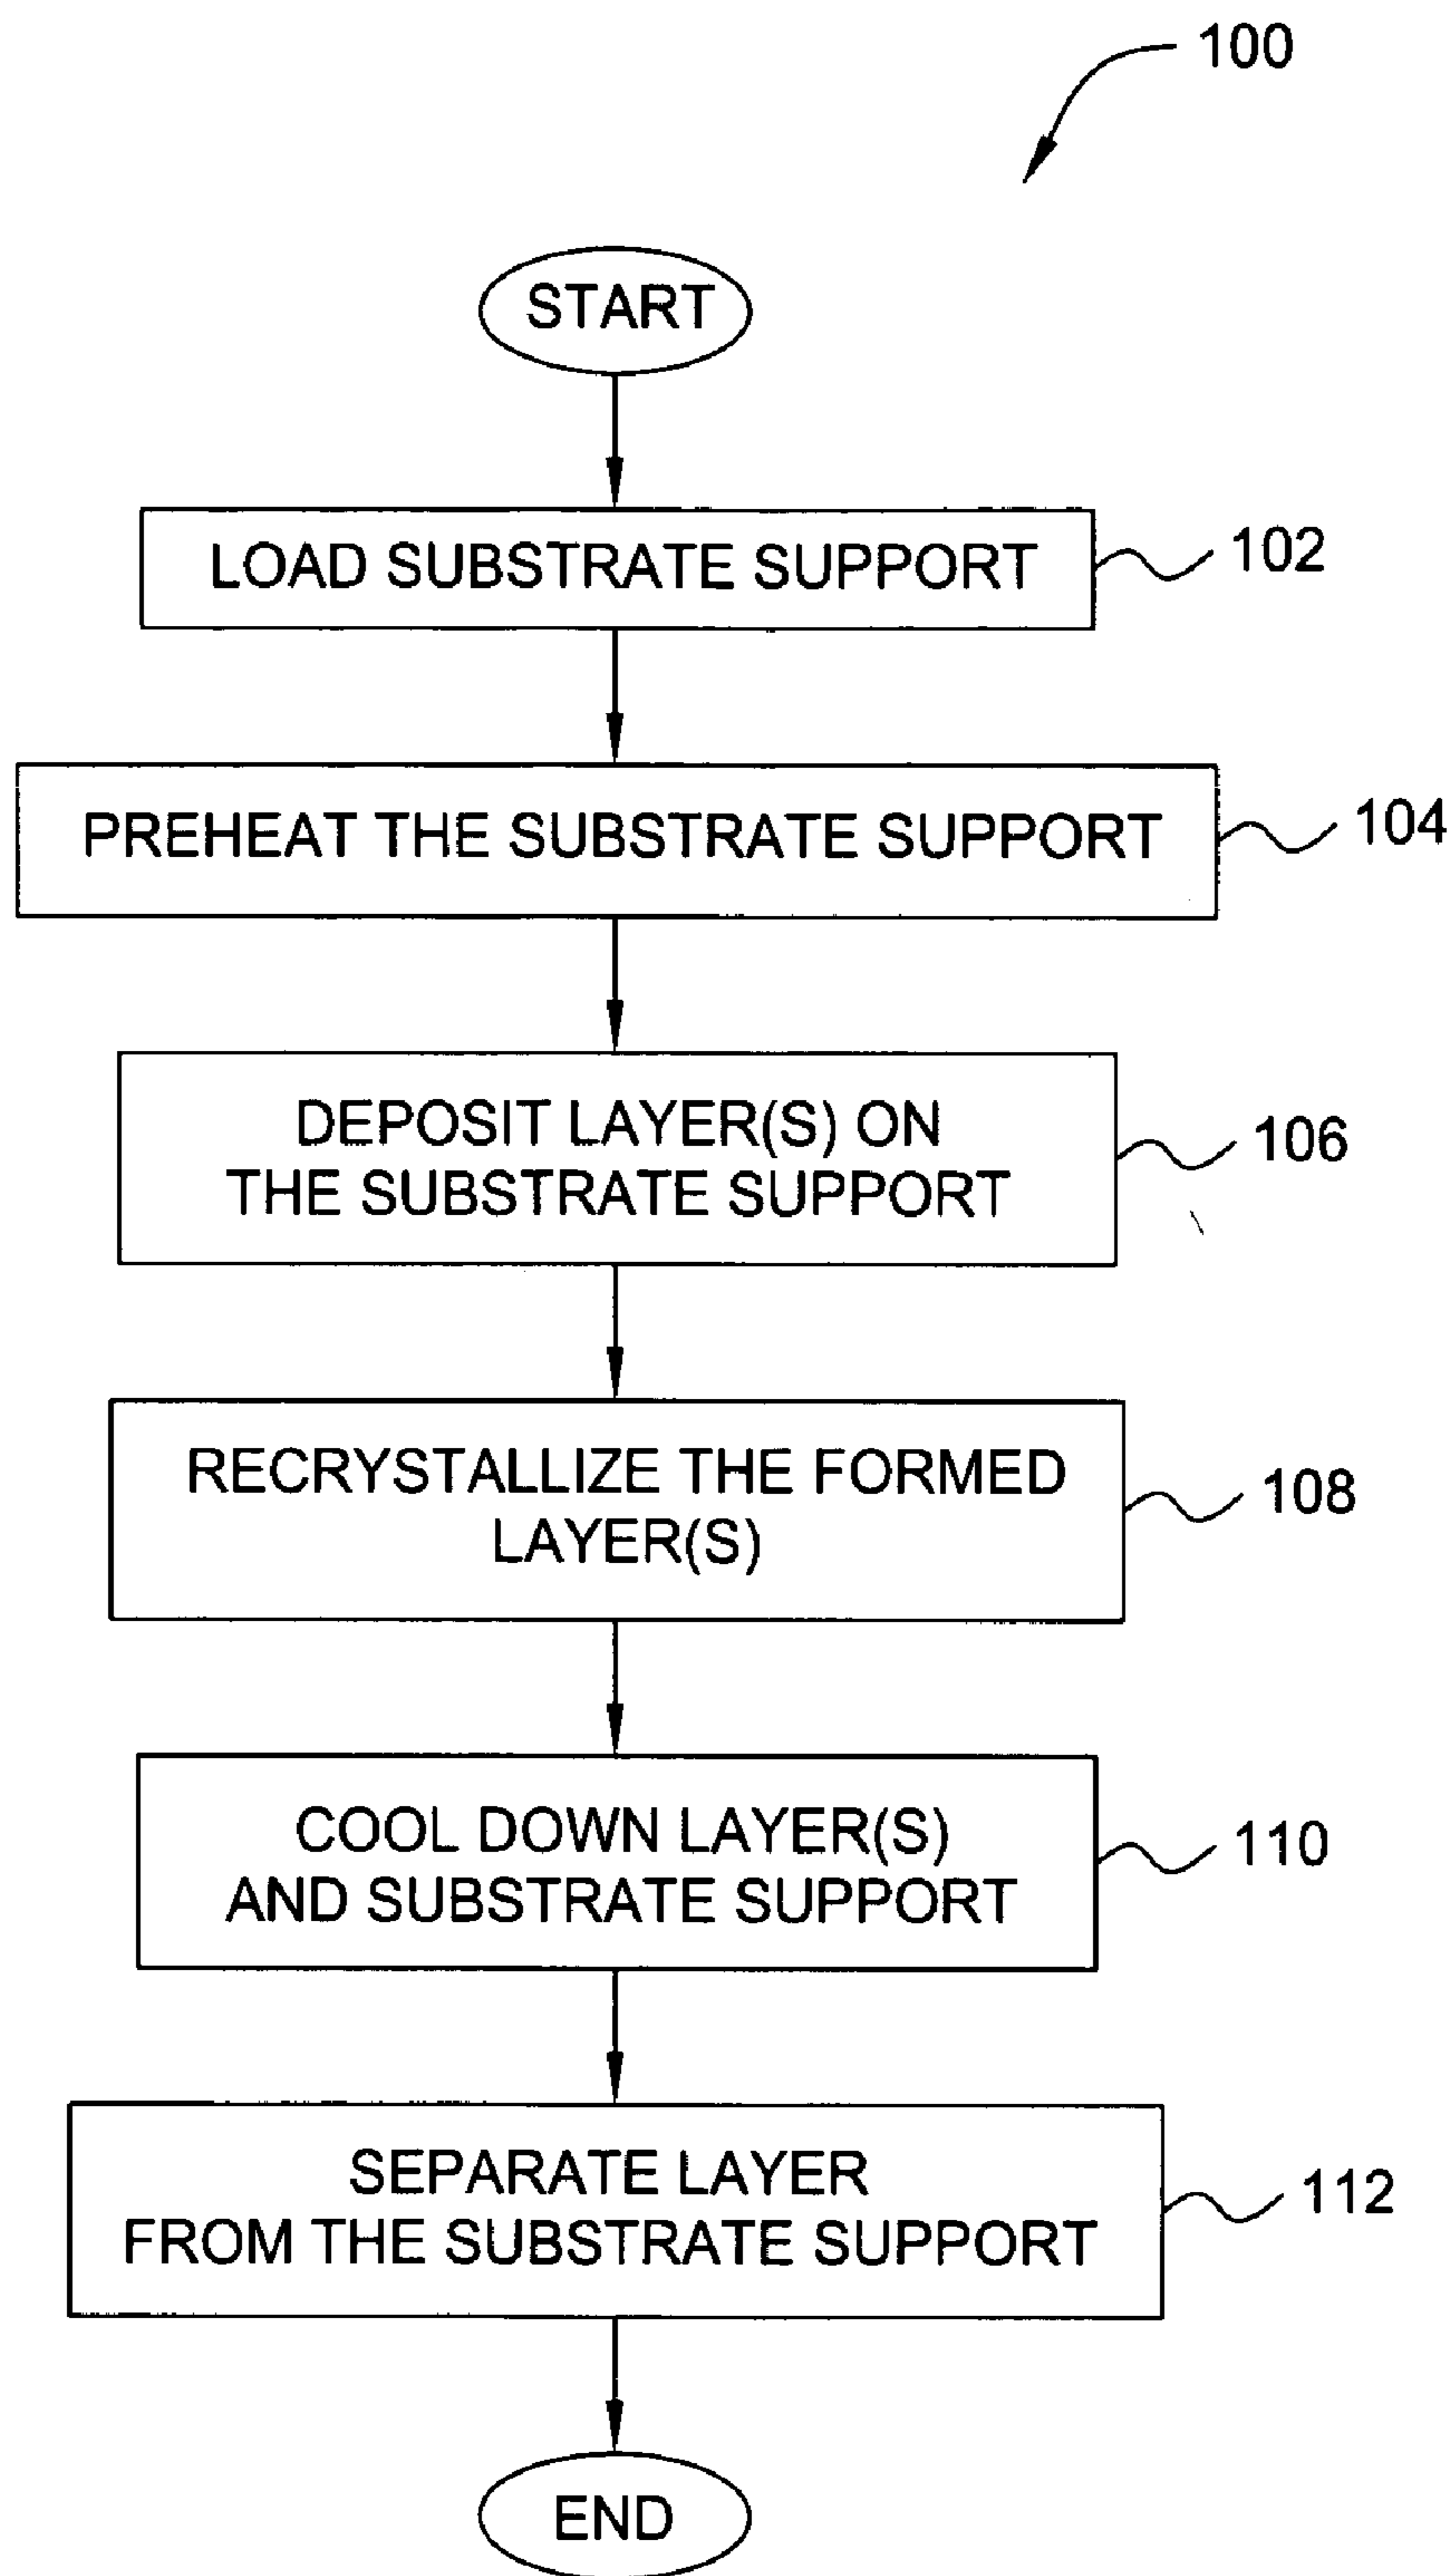 100
START
LOAD SUBSTRATE SUPPORT
102
PREHEAT THE SUBSTRATE SUPPORT
104
DEPOSIT LAYER(S) ON
THE SUBSTRATE SUPPORT
106
RECRYSTALLIZE THE FORMED
LAYER(S)
108
COOL DOWN LAYER(S)
AND SUBSTRATE SUPPORT
110
SEPARATE LAYER
FROM THE SUBSTRATE SUPPORT
112
END